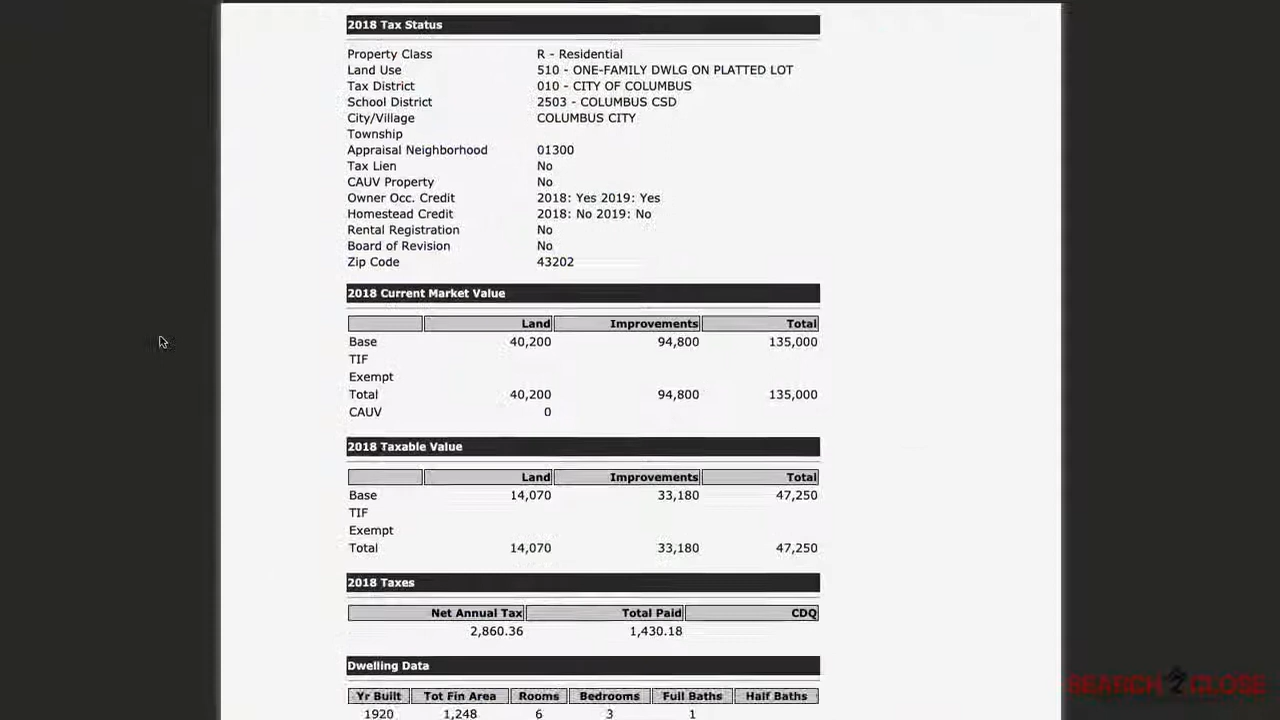 2018 Tax Status
Property Class R - Residential
Land Use 510 - ONE-FAMILY DWLG ON PLATTED LOT
Tax District 010 - CITY OF COLUMBUS
School District 2503 - COLUMBUS CSD
City/Village COLUMBUS CITY
Township
Appraisal Neighborhood 01300
Tax Lien No
CAUV Property No
Owner Occ. Credit 2018: Yes 2019: Yes
Homestead Credit 2018: No 2019: No
Rental Registration No
Board of Revision No
Zip Code 43202
2018 Current Market Value
Land Improvements Total
Base 40,200 94,800 135,000
TIF
Exempt
Total 40,200 94,800 135,000
CAUV 0
2018 Taxable Value
Land Improvements Total
Base 14,070 33,180 47,250
TIF
Exempt
Total 14,070 33,180 47,250
2018 Taxes
Net Annual Tax Total Paid CDQ
2,860.36 1,430.18
Dwelling Data
Yr Built Tot Fin Area Rooms Bedrooms Full Baths Half Baths
1920 1,248 6 3 1
2 CLOSE